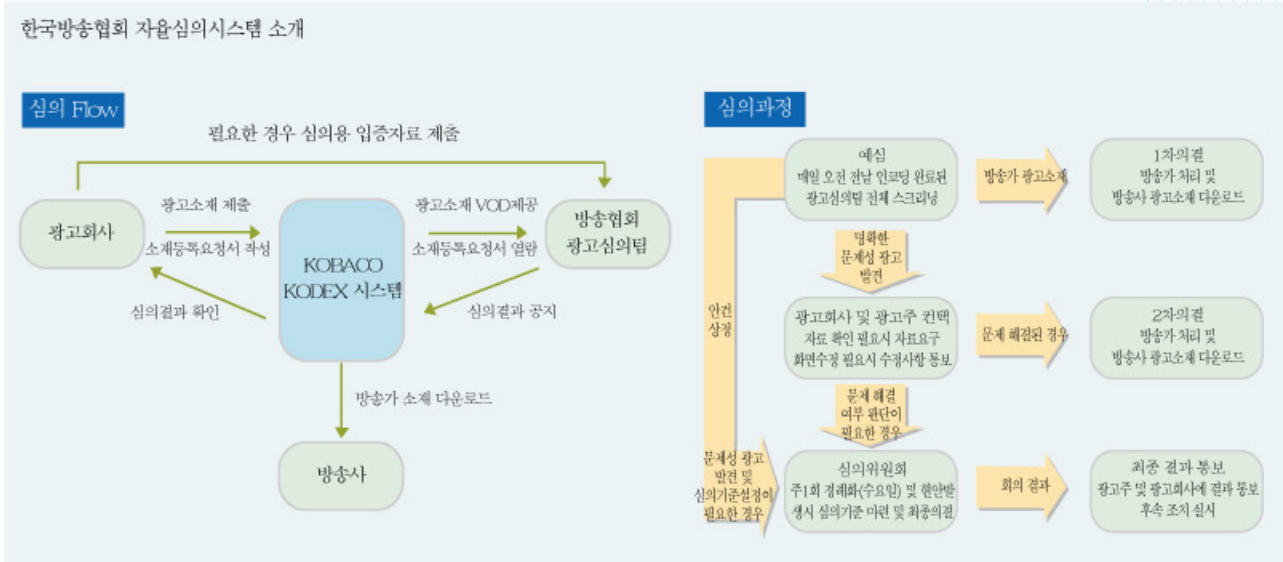 한국방송협회 자율심의시스템 소개
심의 Flow
필요한 경우 심의용 입증자료 제출
광고회사
광고소재 제출
소재등록요청서 작성
심의결과 확인
KOBACO
KODEX 시스템
광고소재 VOD제공
소재등록요청서 열람
심의결과 공지
방송협회
광고심의팀
방송가 소재 다운로드
방송사
심의과정
예심
매일 오전 전날 인코딩 완료된
광고심의팀 전체 스크리닝
방송가 광고소재
1차의결
방송가 처리 및
방송사 광고소재 다운로드
명확한
문제성 광고
발견
안건
상정
광고회사 및 광고주 컨택
자료 확인 필요시 자료요구
화면수정 필요시 수정사항 통보
문제 해결된 경우
2차의결
방송가 처리 및
방송사 광고소재 다운로드
문제 해결
여부 판단이
필요한 경우
문제성 광고
발견 및
심의기준설정이
필요한 경우
심의위원회
주1회 정례화(수요일) 및 현안발
생시 심의기준 마련 및 최종의결
회의 결과
최종 결과 통보
광고주 및 광고회사에 결과 통보
후속 조치 실시